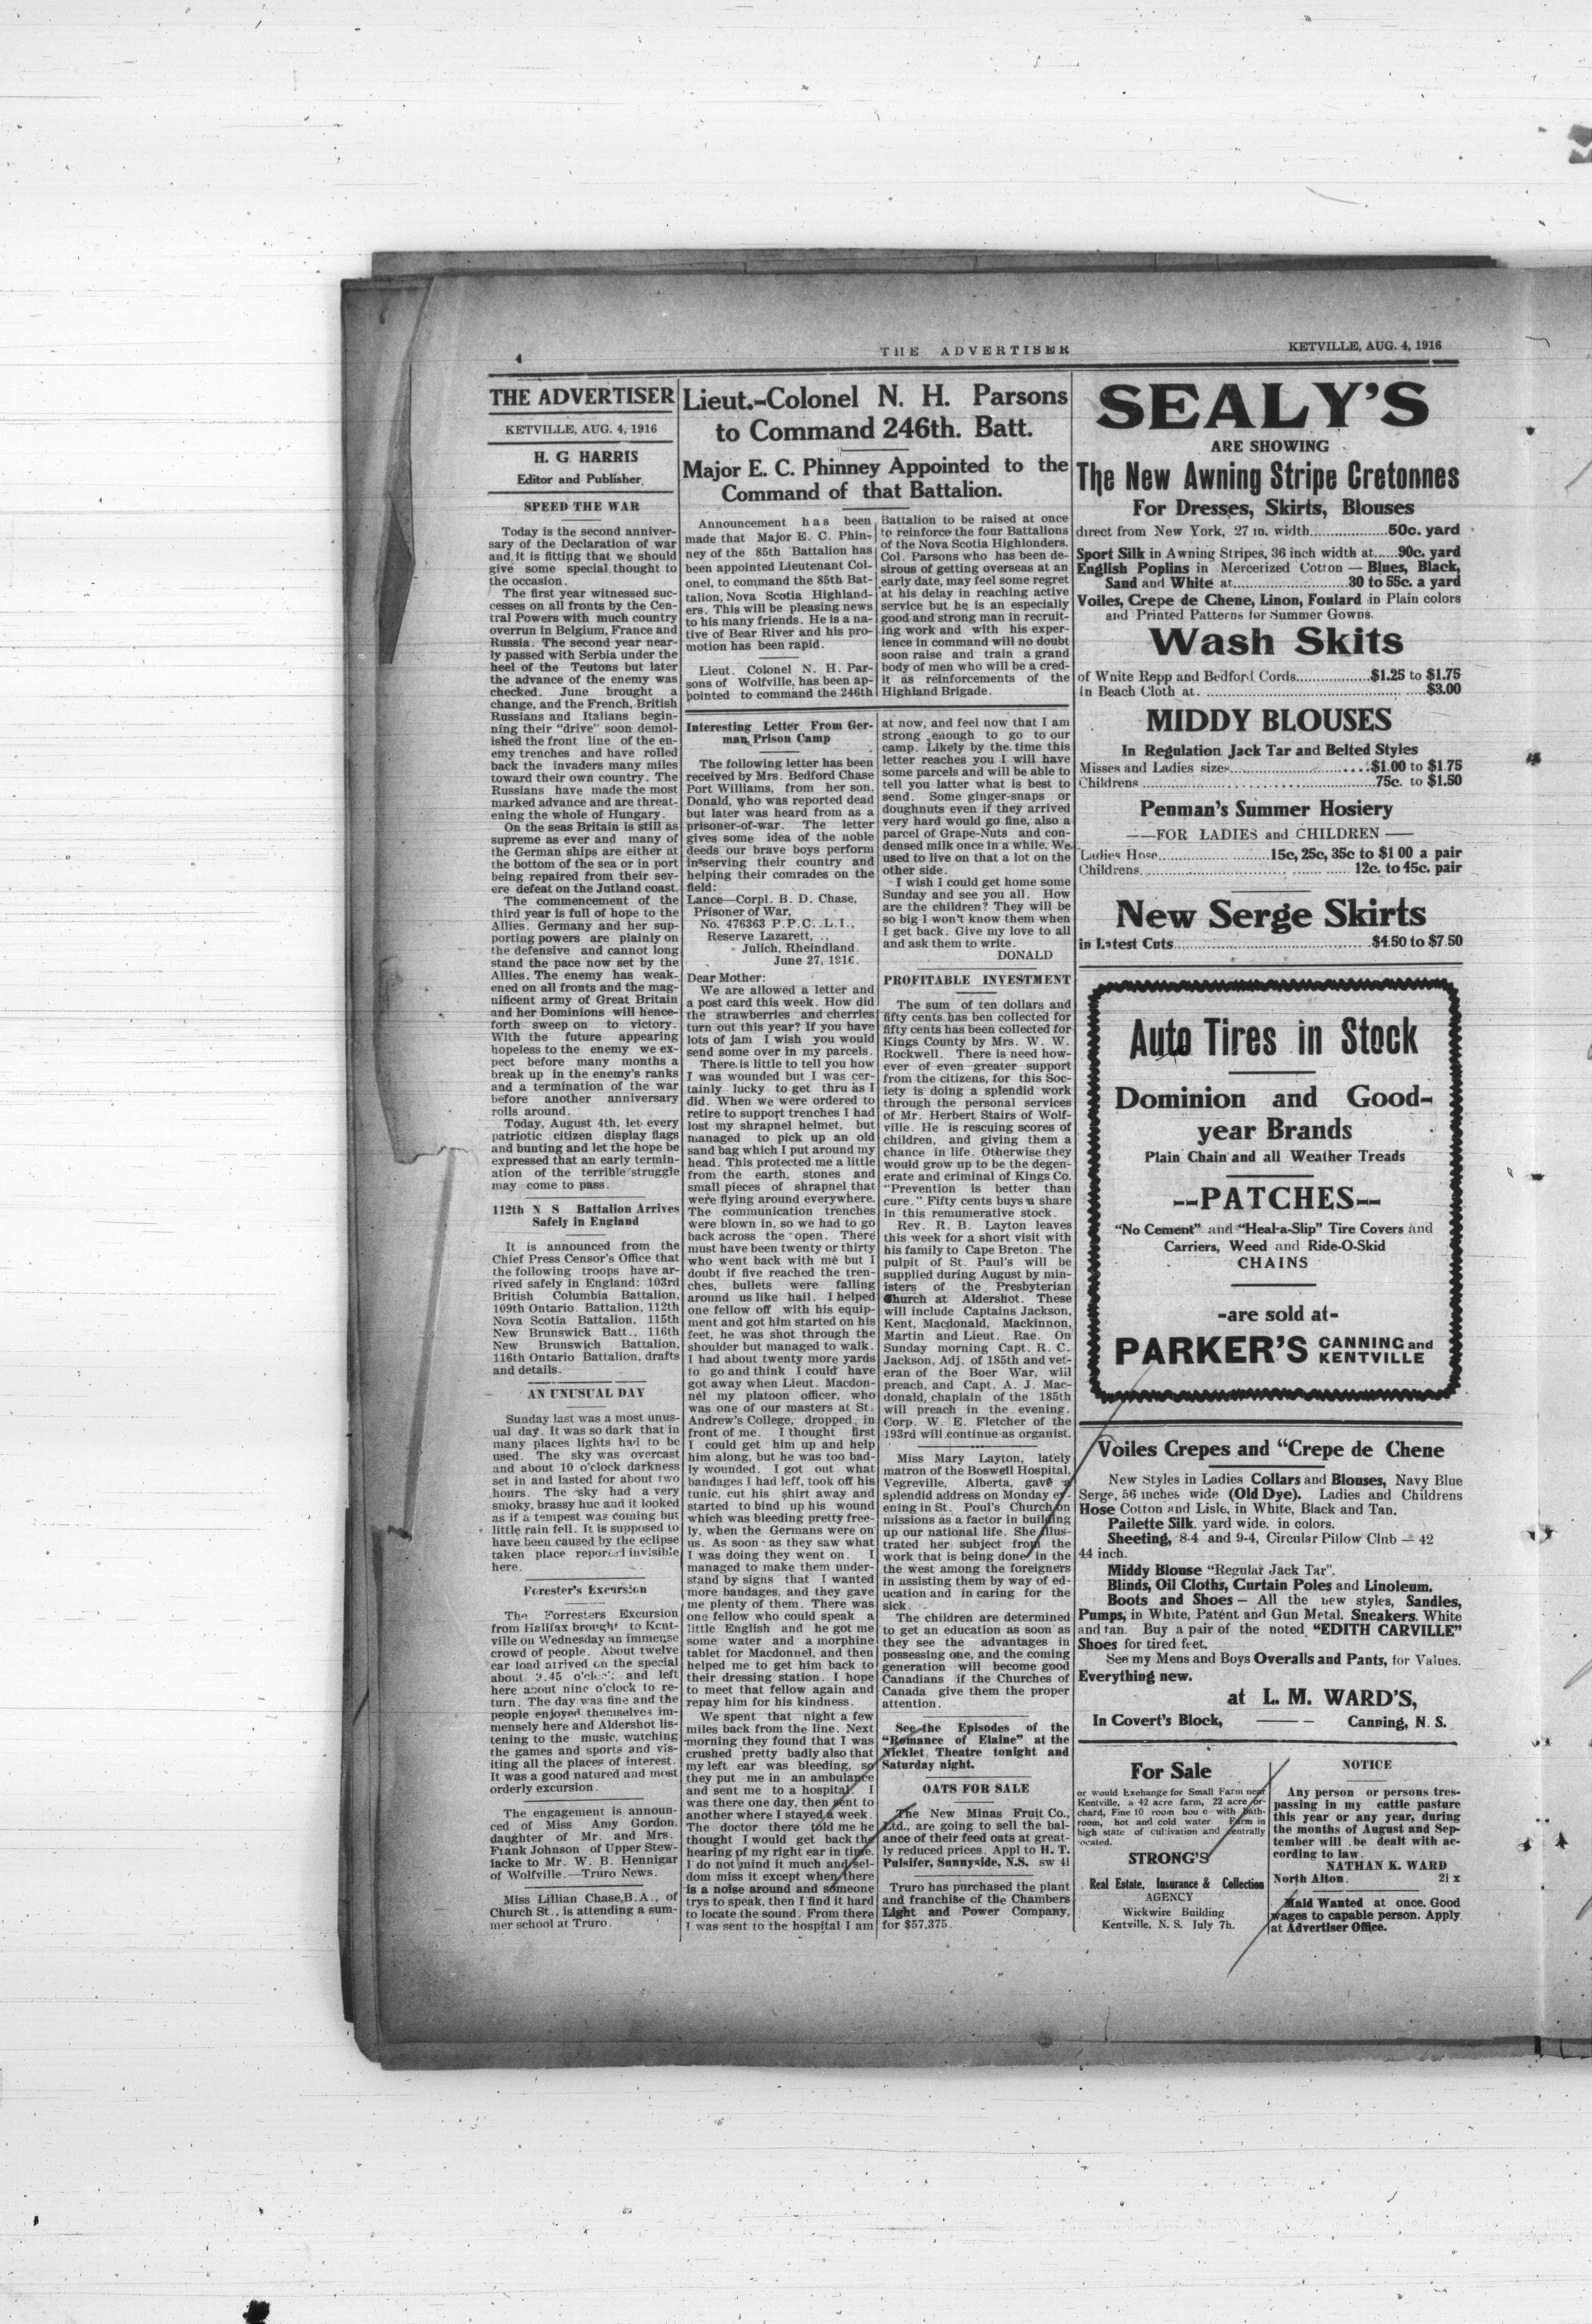 4
THE ADVERTISER
KETVILLE, AUG. 4, 1916
THE ADVERTISER
KETVILLE, AUG. 4, 1916
H. G HARRIS
Editor and Publisher
SPEED THE WAR
Today is the second anniver-
sary of the Declaration of war
and it is fitting that we should
give some special thought to
the occasion.
The first year witnessed suc-
cesses on all fronts by the Cen-
tral Powers with much country
overrun in Belgium, France and
Russia. The second year near-
ly passed with Serbia under the
heel of the Teutons but later
the advance of the enemy was
checked. June brought a
change, and the French, British
Russians and Italians begin-
ning their "drive" soon demol-
ished the front line of the en-
emy trenches and have rolled
back the invaders many miles
toward their own country. The
Russians have made the most
marked advance and are threat-
ening the whole of Hungary.
On the seas Britain is still as
supreme as ever and many of
the German ships are either at
the bottom of the sea or in port
being repaired from their sev-
ere defeat on the Jutland coast.
The commencement of the
third year is full of hope to the
Allies. Germany and her sup-
porting powers are plainly on
the defensive and cannot long
stand the pace now set by the
Allies. The enemy has weak-
ened on all fronts and the mag-
nificent army of Great Britain
and her Dominions will hence-
forth sweep on to victory.
With the future appearing
hopeless to the enemy we ex-
pect before many months a
break up in the enemy's ranks
and a termination of the war
before another anniversary
rolls around.
Today, August 4th, let every
patriotic citizen display flags
and bunting and let the hope be
expressed that an early termin-
ation of the terrible struggle
may come to pass.
112th N S Battalion Arrives
Safely in England
It is announced from the
Chief Press Censor's Office that
the following troops have ar-
rived safely in England: 103rd
British Columbia Battalion,
109th Ontario. Battalion, 112th
Nova Scotia Battalion, 115th
New Brunswick Batt., 116th
New Brunswich Battalion,
116th Ontario Battalion, drafts
and details.
AN UNUSUAL DAY
Sunday last was a most unus-
ual day. It was so dark that in
many places lights had to be
used. The sky was overcast
and about 10 o'clock darkness
set in and lasted for about two
hours. The sky had a very
smoky, brassy hue and it looked
as if a tempest was coming but
little rain fell. It is supposed to
have been caused by the eclipse
taken place reported invisible
here.
Forester's Excursion
The Forresters Excursion
from Halifax brought to Kent-
ville on Wednesday an immense
crowd of people. About twelve
car load arrived on the special
about 2.45 o'clock and left
here about nine o'clock to re-
turn. The day was fine and the
people enjoyed themselves im-
mensely here and Aldershot lis-
tening to the music, watching
the games and sports and vis-
iting all the places of interest.
It was a good natured and most
orderly excursion.
The engagement is announ-
ced of Miss Amy Gordon,
daughter of Mr. and Mrs.
Frank Johnson of Upper Stew-
iacke to Mr. W. B. Hennigar
of Wolfville.—Truro News.
Miss Lillian Chase,B.A., of
Church St., is attending a sum-
mer school at Truro.
Lieut.-Colonel N. H. Parsons
to Command 246th. Batt.
Major E. C. Phinney Appointed to the
Command of that Battalion.
Announcement has been
made that Major E. C. Phin-
ney of the 85th Battalion has
been appointed Lieutenant Col-
onel, to command the 85th Bat-
talion, Nova Scotia Highland-
ers. This will be pleasing news
to his many friends. He is a na-
tive of Bear River and his pro-
motion has been rapid.
Lieut. Colonel N. H. Par-
sons of Wolfville, has been ap-
pointed to command the 246th
Battalion to be raised at once
to reinforce the four Battalions
of the Nova Scotia Highlonders.
Col. Parsons who has been de-
sirous of getting overseas at an
early date, may feel some regret
at his delay in reaching active
service but he is an especially
good and strong man in recruit-
ing work and with his exper-
ience in command will no doubt
soon raise and train a grand
body of men who will be a cred-
it as reinforcements of the
Highland Brigade.
Interesting Letter From Ger-
man Prison Camp
The following letter has been
received by Mrs. Bedford Chase
Port Williams, from her son,
Donald, who was reported dead
but later was heard from as a
prisoner-of-war. The letter
gives some idea of the noble
deeds our brave boys perform
in serving their country and
helping their comrades on the
field:
Lance—Corpl. B. D. Chase,
Prisoner of War,
No. 476363 P.P.C..L.I.,
Reserve Lazarett, ..
Julich, Rheindland.
June 27, 1916.
Dear Mother:
We are allowed a letter and
a post card this week. How did
the strawberries and cherries
turn out this year? If you have
lots of jam I wish you would
send some over in my parcels.
There is little to tell you how
I was wounded but I was cer-
tainly lucky to get thru as I
did. When we were ordered to
retire to support trenches I had
lost my shrapnel helmet, but
managed to pick up an old
sand bag which I put around my
head. This protected me a little
from the earth, stones and
small pieces of shrapnel that
were flying around everywhere.
The communication trenches
were blown in, so we had to go
back across the open. There
must have been twenty or thirty
who went back with me but I
doubt if five reached the tren-
ches, bullets were falling
around us like hail. I helped
one fellow off with his equip-
ment and got him started on his
feet, he was shot through the
shoulder but managed to walk.
I had about twenty more yards
to go and think I could have
got away when Lieut. Macdon-
nel my platoon officer, who
was one of our masters at St.
Andrew's College, dropped in
front of me. I thought first
I could get him up and help
him along, but he was too bad-
ly wounded. I got out what
bandages I had left, took off his
tunic, cut his shirt away and
started to bind up his wound
which was bleeding pretty free-
ly, when the Germans were on
us. As soon as they saw what
I was doing they went on. I
managed to make them under-
stand by signs that I wanted
more bandages, and they gave
me plenty of them. There was
one fellow who could speak a
little English and he got me
some water and a morphine
tablet for Macdonnel, and then
helped me to get him back to
their dressing station. I hope
to meet that fellow again and
repay him for his kindness.
We spent that night a few
miles back from the line. Next
morning they found that I was
crushed pretty badly also that
my left ear was bleeding, so
they put me in an ambulance
and sent me to a hospital. I
was there one day, then sent to
another where I stayed a week.
The doctor there told me he
thought I would get back the
hearing of my right ear in time.
I do not mind it much and sel-
dom miss it except when there
is a noise around and someone
trys to speak, then I find it hard
to locate the sound. From there
I was sent to the hospital I am
at now, and feel now that I am
strong enough to go to our
camp. Likely by the time this
letter reaches you I will have
some parcels and will be able to
tell you latter what is best to
send. Some ginger-snaps or
doughnuts even if they arrived
very hard would go fine, also a
parcel of Grape-Nuts and con-
densed milk once in a while. We
used to live on that a lot on the
other side.
I wish I could get home some
Sunday and see you all. How
are the children? They will be
so big I won't know them when
I get back. Give my love to all
and ask them to write.
DONALD
PROFITABLE INVESTMENT
The sum of ten dollars and
fifty cents has ben collected for
fifty cents has been collected for
Kings County by Mrs. W. W.
Rockwell. There is need how-
ever of even greater support
from the citizens, for this Soc-
iety is doing a splendid work
through the personal services
of Mr. Herbert Stairs of Wolf-
ville. He is rescuing scores of
children, and giving them a
chance in life. Otherwise they
would grow up to be the degen-
erate and criminal of Kings Co.
"Prevention is better than
cure." Fifty cents buys a share
in this remumerative stock.
Rev. R. B. Layton leaves
this week for a short visit with
his family to Cape Breton. The
pulpit of St. Paul's will be
supplied during August by min-
isters of the Presbyterian
Church at Aldershot. These
will include Captains Jackson,
Kent, Macdonald, Mackinnon,
Martin and Lieut. Rae. On
Sunday morning Capt. R. C.
Jackson, Adj. of 185th and vet-
eran of the Boer War, will
preach, and Capt. A. J. Mac-
donald, chaplain of the 185th
will preach in the evening.
Corp. W. E. Fletcher of the
193rd will continue as organist.
Miss Mary Layton, lately
matron of the Boswell Hospital,
Vegreville, Alberta, gave a
splendid address on Monday ev-
ening in St. Poul's Church on
missions as a factor in building
up our national life. She illus-
trated her subject from the
work that is being done in the
the west among the foreigners
in assisting them by way of ed-
ucation and in caring for the
sick.
The children are determined
to get an education as soon as
they see the advantages in
possessing one, and the coming
generation will become good
Canadians if the Churches of
Canada give them the proper
attention.
See the Episodes of the
"Romance of Elaine" at the
Nicklet Theatre tonight and
Saturday night.
OATS FOR SALE
The New Minas Fruit Co.,
Ltd., are going to sell the bal-
ance of their feed oats at great-
ly reduced prices. Appl to H. T.
Pulsifer, Sunnyside, N.S. sw 4i
Truro has purchased the plant
and franchise of the Chambers
Light and Power Company,
for $57,375.
SEALY'S
ARE SHOWING
The New Awning Stripe Cretonnes
For Dresses, Skirts, Blouses
direct from New York, 27 in. width..................50c. yard
Sport Silk in Awning Stripes, 36 inch width at......90c. yard
English Poplins in Mercerized Cotton — Blues, Black,
Sand and White at...........................30 to 55c. a yard
Voiles, Crepe de Chene, Linon, Foulard in Plain colors
and Printed Patterns for Summer Gowns.
Wash Skits
of Wnite Repp and Bedford Cords.................$1.25 to $1.75
in Beach Cloth at. ........................................ $3.00
MIDDY BLOUSES
In Regulation Jack Tar and Belted Styles
Misses and Ladies sizes................................$1.00 to $1.75
Childrens .................................................75c. to $1.50
Penman's Summer Hosiery
——FOR LADIES and CHILDREN ——
Ladies Hose..........................15c, 25c, 35c to $1 00 a pair
Childrens............................................ 12c. to 45c. pair
New Serge Skirts
in Latest Cuts...........................................$4.50 to $7.50
Auto Tires in Stock
Dominion and Good-
year Brands
Plain Chain and all Weather Treads
--PATCHES--
"No Cement" and "Heal-a-Slip" Tire Covers and
Carriers, Weed and Ride-O-Skid
CHAINS
-are sold at-
PARKER'S CANNING and
KENTVILLE
Voiles Crepes and "Crepe de Chene
New Styles in Ladies Collars and Blouses, Navy Blue
Serge, 56 inches wide (Old Dye). Ladies and Childrens
Hose Cotton and Lisle, in White, Black and Tan.
Pailette Silk. yard wide, in colors.
Sheeting, 8-4 and 9-4, Circular Pillow Club — 42
44 inch.
Middy Blouse "Regular Jack Tar".
Blinds, Oil Cloths, Curtain Poles and Linoleum.
Boots and Shoes — All the new styles, Sandles,
Pumps, in White, Patent and Gun Metal. Sneakers. White
and tan. Buy a pair of the noted "EDITH CARVILLE"
Shoes for tired feet.
See my Mens and Boys Overalls and Pants, for Values.
Everything new.
at L. M. WARD'S,
In Covert's Block, ——— Canning, N. S.
For Sale
or would Exehange for Small Farm near
Kentville, a 42 acre farm, 22 acre or-
chard, Fine 10 room hou e with bath-
room, hot and cold water Farm in
high state of cultivation and centrally
ocated.
STRONG'S
Real Estate, Insurance & Collection
AGENCY
Wickwire Building
Kentville, N. S. July 7h.
NOTICE
Any person or persons tres-
passing in my cattle pasture
this year or any year, during
the months of August and Sep-
tember will be dealt with ac-
cording to law.
NATHAN K. WARD
North Alton. 2i x
Maid Wanted at once. Good
wages to capable person. Apply
at Advertiser Office.